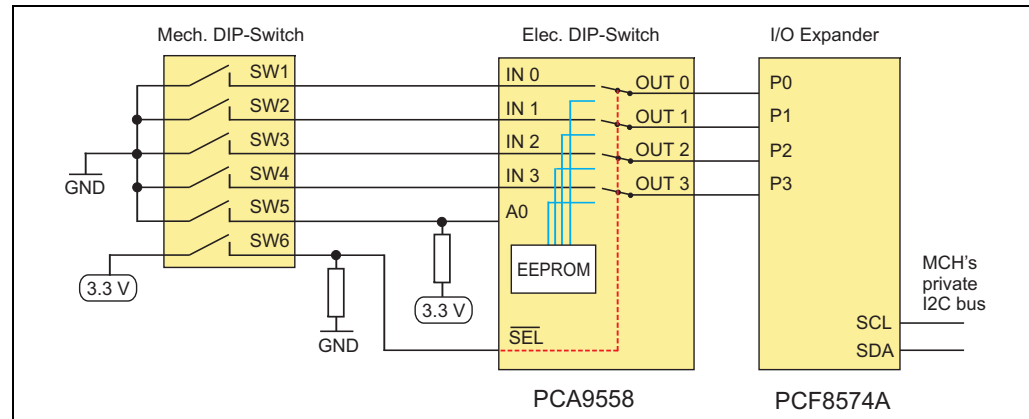 Mech. DIP-Switch
Elec. DIP-Switch
I/O Expander
SW1
SW2
SW3
SW4
SW5
SW6
GND
3.3 V
GND
3.3 V
IN 0
IN 1
IN 2
IN 3
A0
OUT 0
OUT 1
OUT 2
OUT 3
EEPROM
SEL
P0
P1
P2
P3
SCL
SDA
MCH's
private
I2C bus
PCA9558
PCF8574A